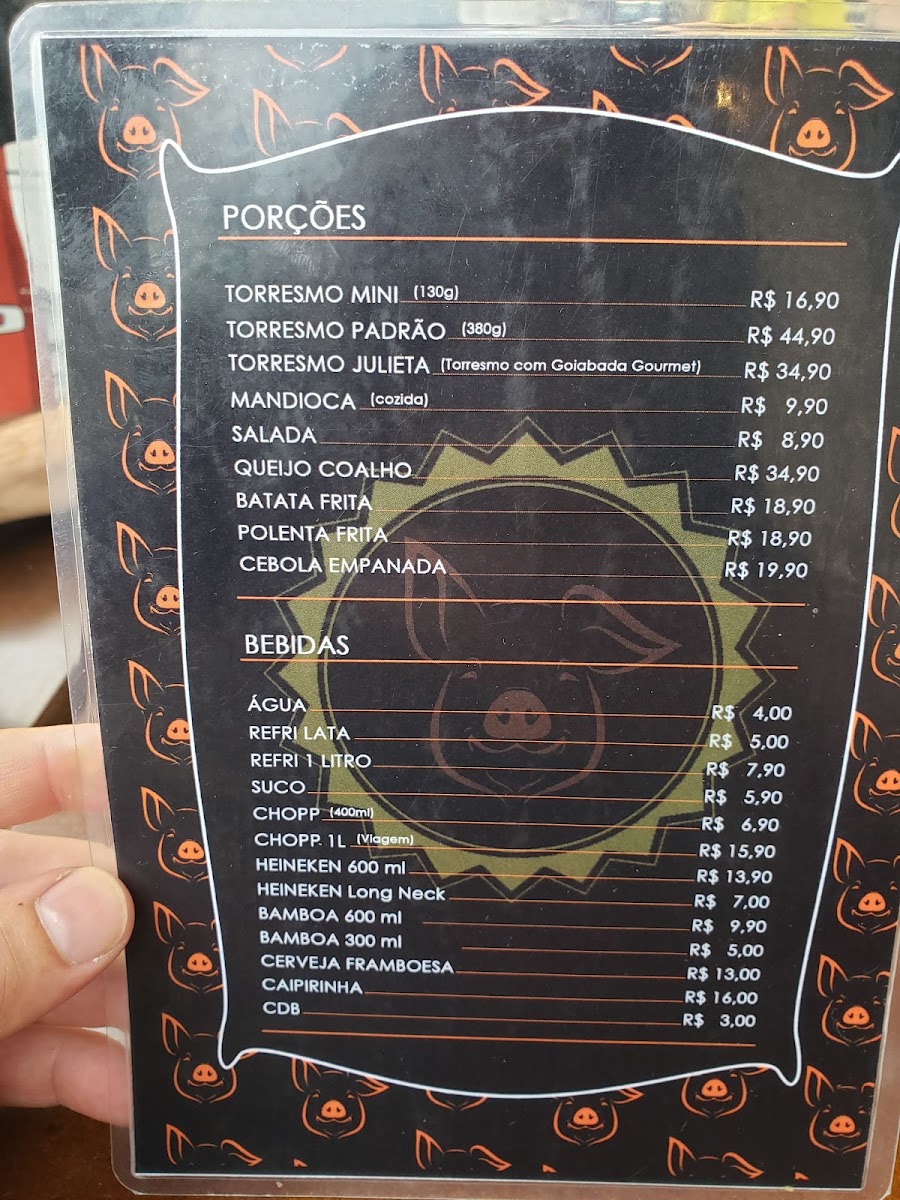 PORÇÕES
TORRESMO MINI (130g) R$ 16,90
TORRESMO PADRÃO (380g) R$ 44,90
TORRESMO JULIETA (Torresmo com Goiabada Gourmet) R$ 34,90
MANDIOCA (cozida) R$ 9,90
SALADA R$ 8,90
QUEIJO COALHO R$ 34,90
BATATA FRITA R$ 18,90
POLENTA FRITA R$ 18,90
CEBOLA EMPANADA R$ 19,90
BEBIDAS
ÁGUA R$ 4,00
REFRI LATA R$ 5,00
REFRI 1 LITRO R$ 7,90
SUCO R$ 5,90
CHOPP (400ml) R$ 6,90
CHOPP 1L (Viagem) R$ 15,90
HEINEKEN 600 ml R$ 13,90
HEINEKEN Long Neck R$ 7,00
BAMBOA 600 ml R$ 9,90
BAMBOA 300 ml R$ 5,00
CERVEJA FRAMBOESA R$ 13,00
CAIPIRINHA R$ 16,00
CDB R$ 3,00